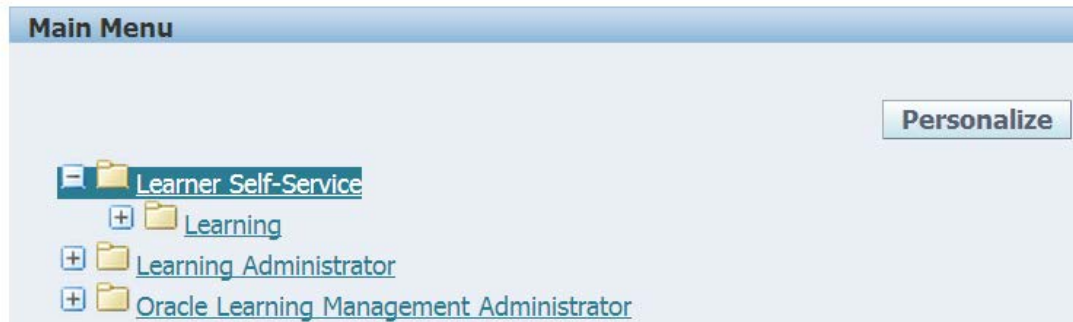 Main Menu
Personalize
Learner Self-Service
Learning
Learning Administrator
Oracle Learning Management Administrator